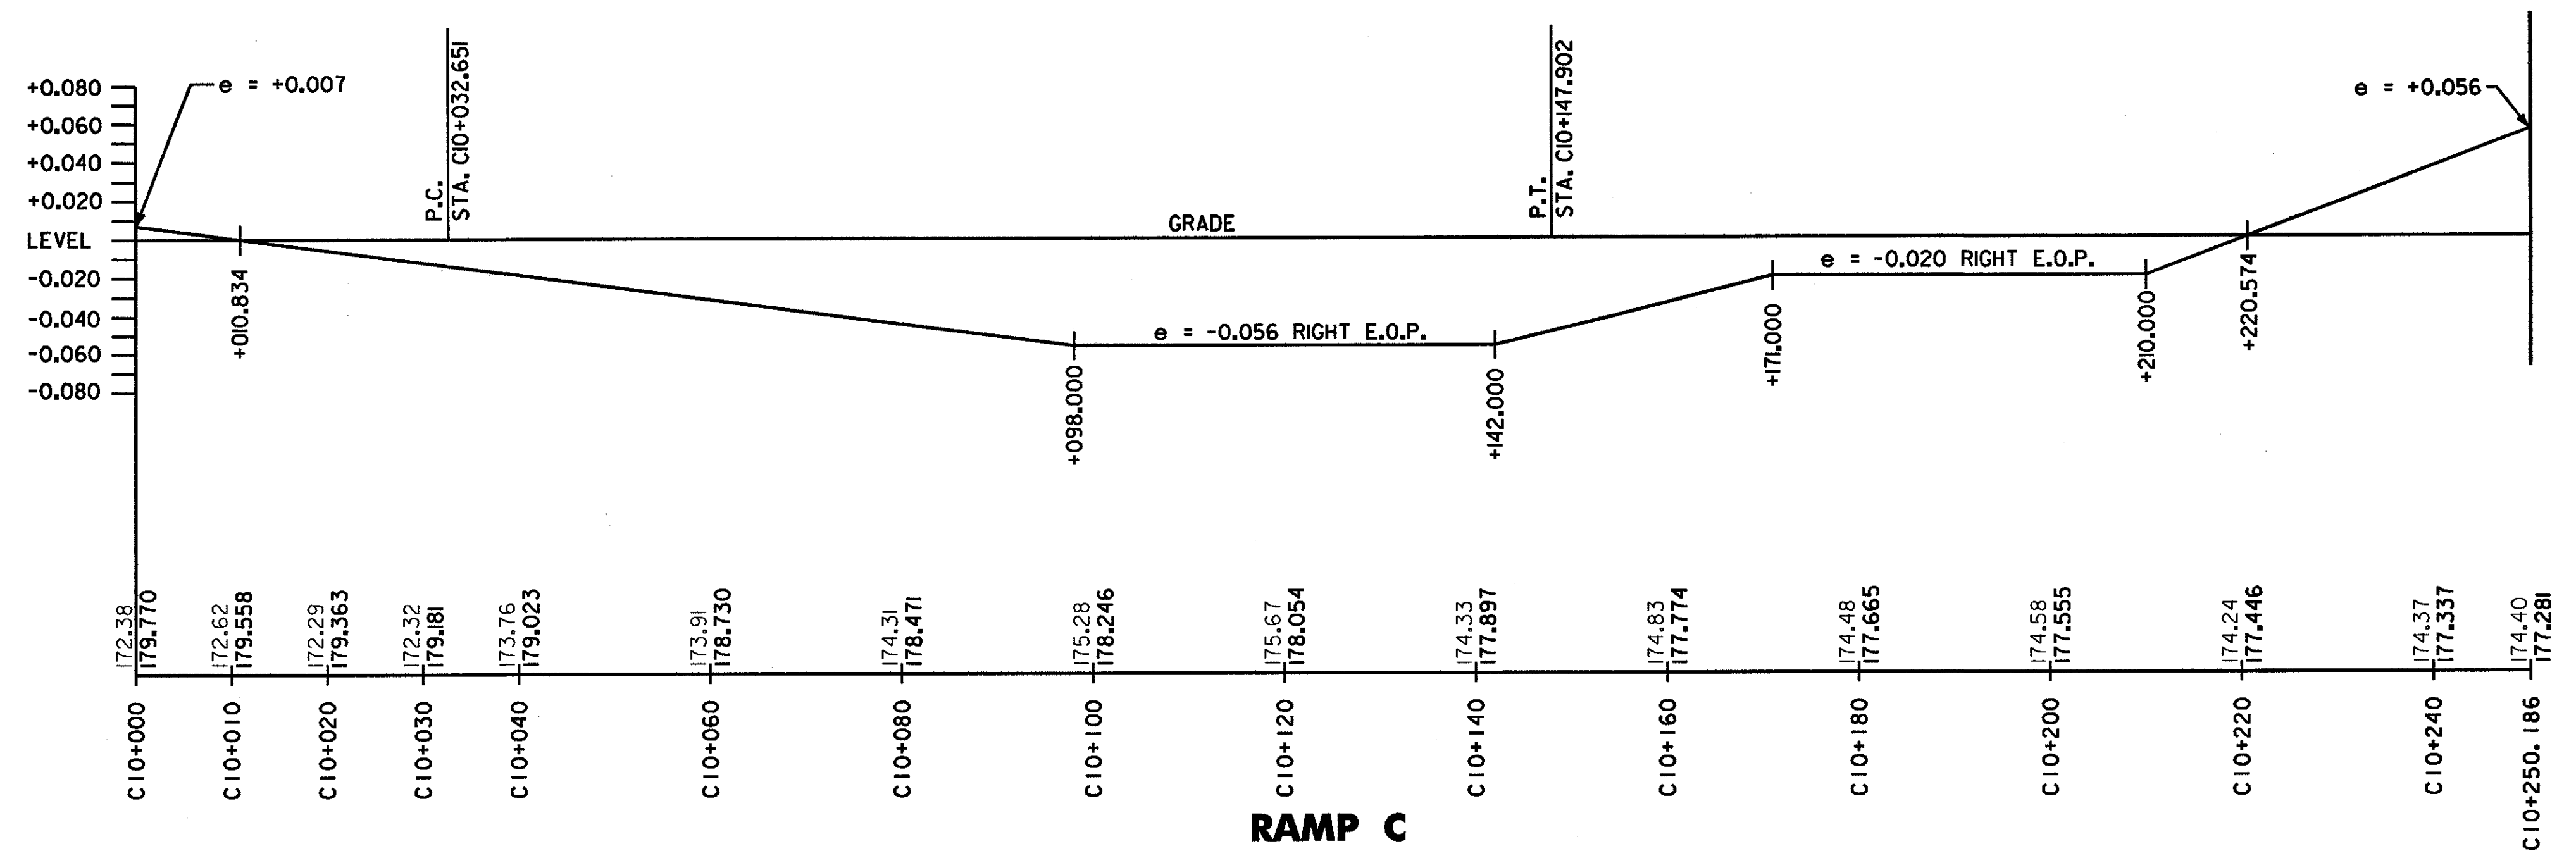 +0.080
+0.060
+0.040
+0.020
LEVEL
-0.020
-0.040
-0.060
-0.080
e = +0.007
P.C.
STA. C10+032.651
GRADE
P.T.
STA. C10+147.902
e = +0.056
+010.834
e = -0.056 RIGHT E.O.P.
+098.000
+142.000
e = -0.020 RIGHT E.O.P.
+171.000
+210.000
+220.574
172.38
179.770
172.62
179.558
172.29
179.363
172.32
179.181
173.76
179.023
173.91
178.730
174.31
178.471
175.28
178.246
175.67
178.054
174.33
177.897
174.83
177.774
174.48
177.665
174.58
177.555
174.24
177.446
174.37
177.337
174.40
177.281
C10+000
C10+010
C10+020
C10+030
C10+040
C10+060
C10+080
C10+100
C10+120
C10+140
C10+160
C10+180
C10+200
C10+220
C10+240
C10+250.186
RAMP C